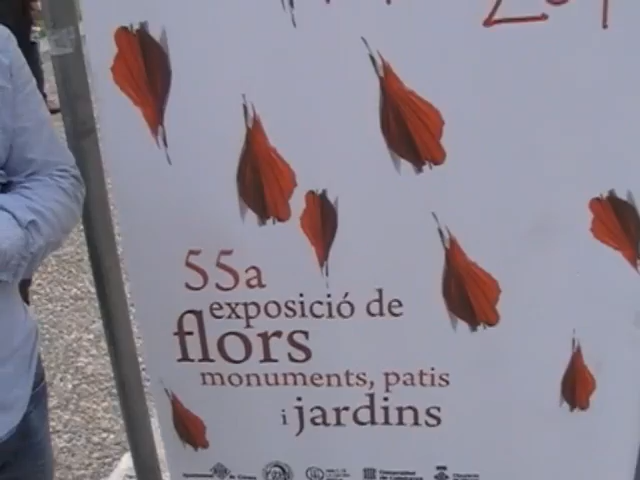 55a
exposició de
flors
monuments, patis
i jardins